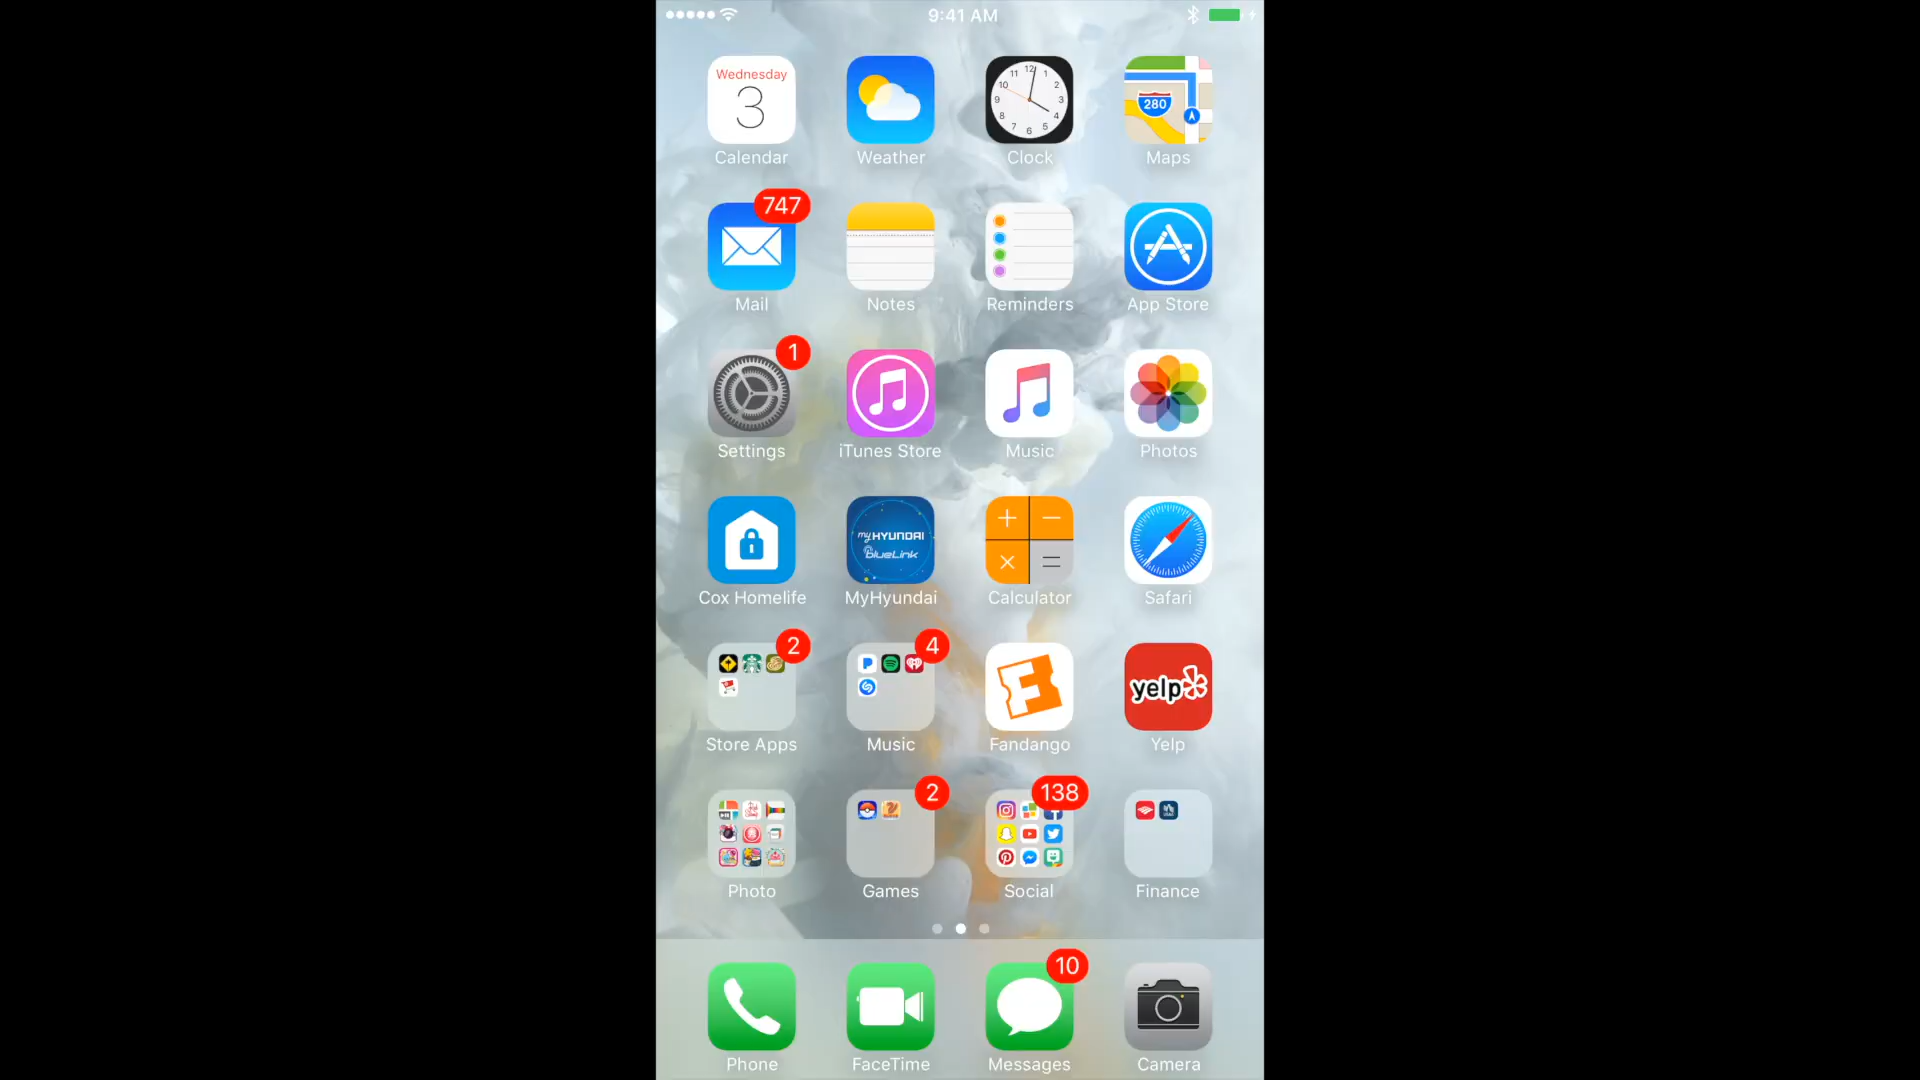 9:41 AM
Wednesday
3
Calendar
Weather
Clock
280
Maps
747
Mail
Notes
Reminders
App Store
1
Settings
iTunes Store
Music
Photos
Cox Homelife
myHYUNDAI
blueLink
MyHyundai
Calculator
Safari
2
Store Apps
4
Music
Fandango
yelp
Yelp
Photo
2
Games
138
Social
Finance
Phone
FaceTime
10
Messages
Camera